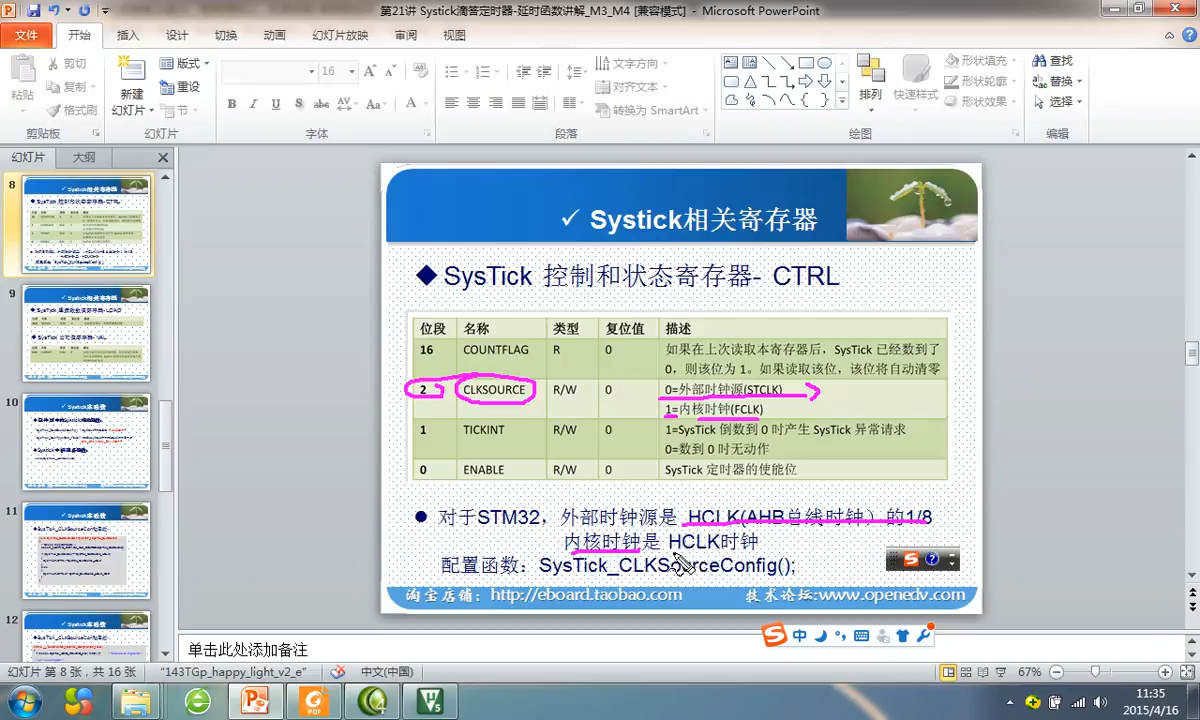 第21讲 Systick滴答定时器-延时函数讲解_M3_M4 [兼容模式] - Microsoft PowerPoint
文件 开始 插入 设计 切换 动画 幻灯片放映 审阅 视图
粘贴 剪切 复制 格式刷 剪贴板
新建 幻灯片 版式 重设 节 幻灯片
16 B I U S abc AV Aa A 字体
文字方向 对齐文本 转换为 SmartArt 段落
排列 快速样式 形状填充 形状轮廓 形状效果 绘图
查找 替换 选择 编辑
幻灯片 大纲
8
9
10
11
12
Systick相关寄存器
SysTick 控制和状态寄存器- CTRL
位段 名称 类型 复位值 描述
16 COUNTFLAG R 0 如果在上次读取本寄存器后，SysTick 已经数到了
0，则该位为 1。如果读取该位，该位将自动清零
2 CLKSOURCE R/W 0 0=外部时钟源(STCLK)
1=内核时钟(FCLK)
1 TICKINT R/W 0 1=SysTick 倒数到 0 时产生 SysTick 异常请求
0=数到 0 时无动作
0 ENABLE R/W 0 SysTick 定时器的使能位
对于STM32，外部时钟源是 HCLK(AHB总线时钟）的1/8
内核时钟是 HCLK时钟
配置函数：SysTick_CLKSourceConfig();
淘宝店铺：http://eboard.taobao.com 技术论坛:www.openedv.com
单击此处添加备注
幻灯片 第 8 张，共 16 张 "143TGp_happy_light_v2_e" 中文(中国) 67%
11:35
2015/4/16